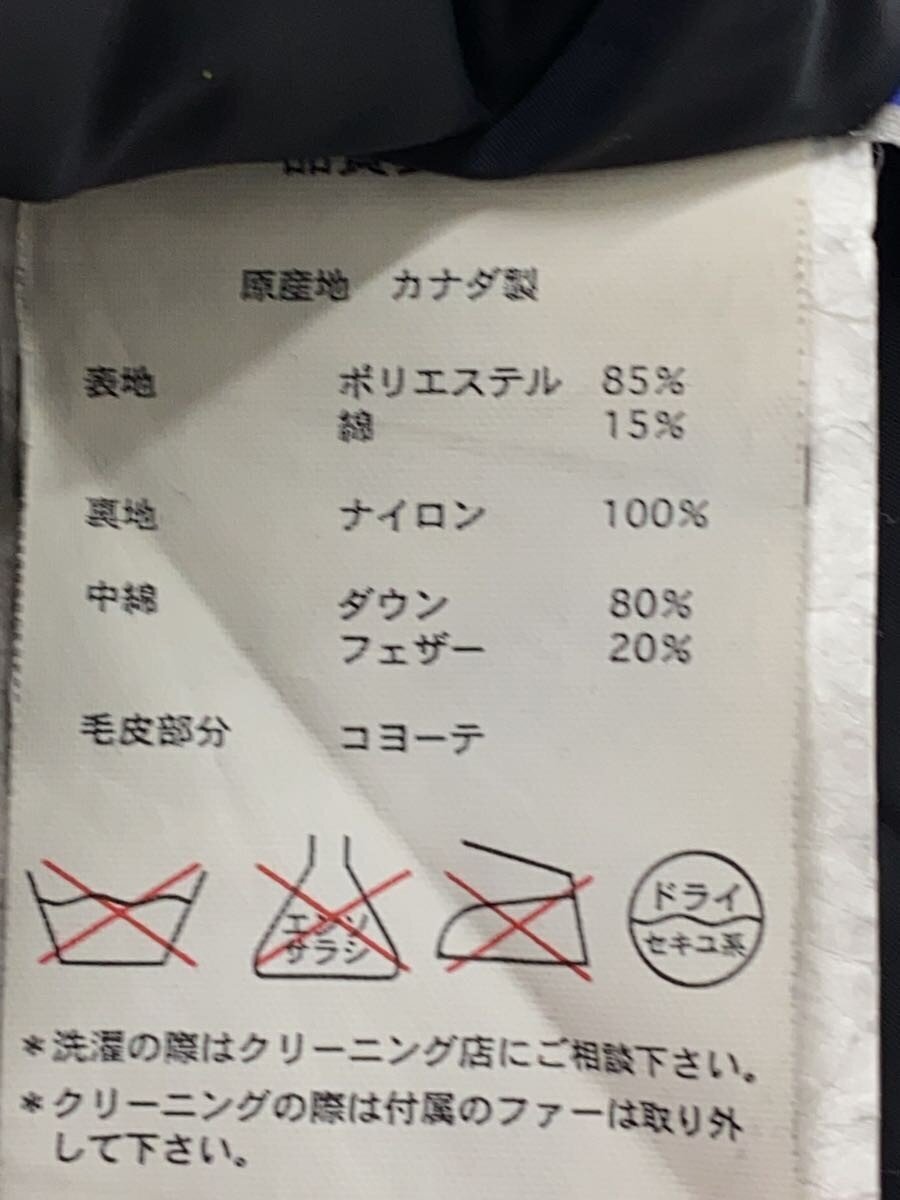 原産地 カナダ製
表地 ポリエステル 85%
綿 15%
裏地 ナイロン 100%
中綿 ダウン 80%
フェザー 20%
毛皮部分 コヨーテ
エンソ
サラシ
ドライ
セキユ系
*洗濯の際はクリーニング店にご相談下さい。
*クリーニングの際は付属のファーは取り外
して下さい。